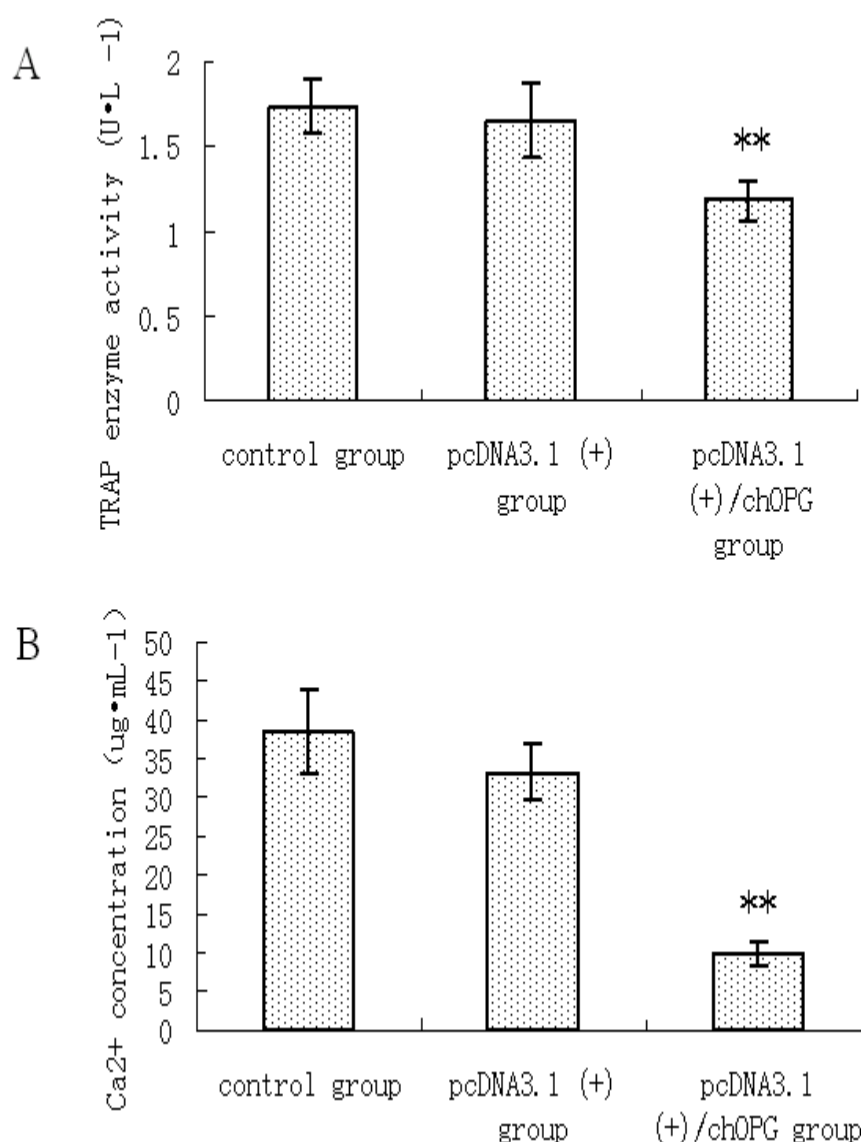 A
TRAP enzyme activity (U•L -1)
2
1.5
1
0.5
0
**
control group
pcDNA3.1 (+)
group
pcDNA3.1
(+)/chOPG
group
B
Ca2+ concentration (ug•mL-1)
50
45
40
35
30
25
20
15
10
5
0
**
control group
pcDNA3.1 (+)
group
pcDNA3.1
(+)/chOPG group